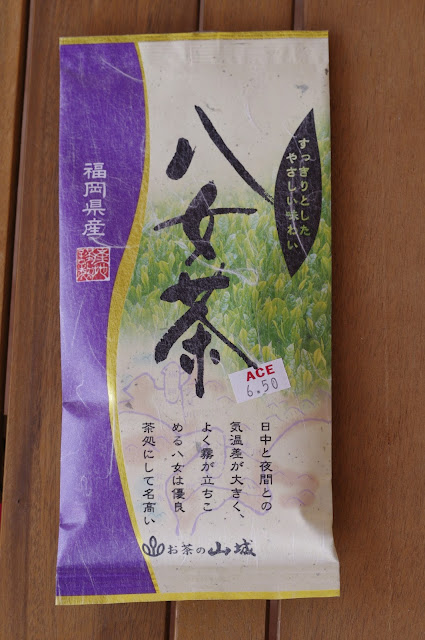 すっきりとした
やさしい味わい
八女茶
福岡県産
ACE
6.50
日中と夜間との
気温差が大きく、
よく霧が立ちこ
める八女は優良
茶処にして名高い
お茶の山城